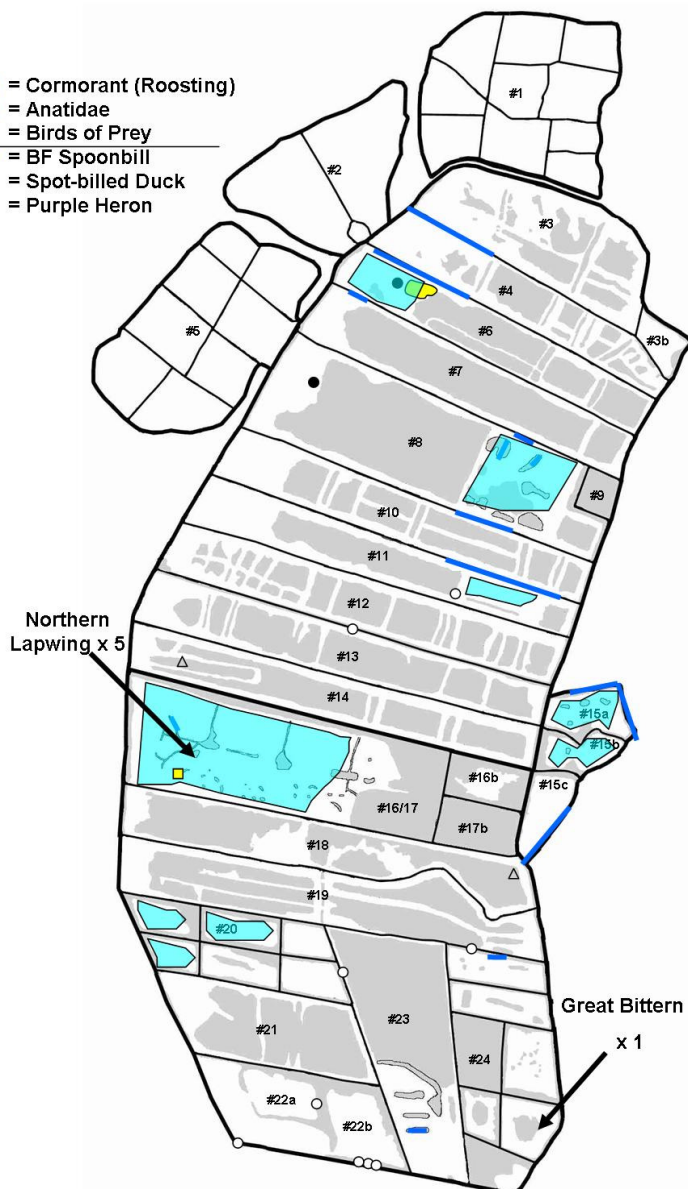 = Cormorant (Roosting)
= Anatidae
= Birds of Prey
= BF Spoonbill
= Spot-billed Duck
= Purple Heron
#1
#2
#3
#3b
#4
#5
#6
#7
#8
#9
#10
#11
#12
Northern
Lapwing x 5
#13
#14
#15a
#15b
#15c
#16b
#16/17
#17b
#18
#19
#20
#23
Great Bittern
x 1
#21
#24
#22a
#22b